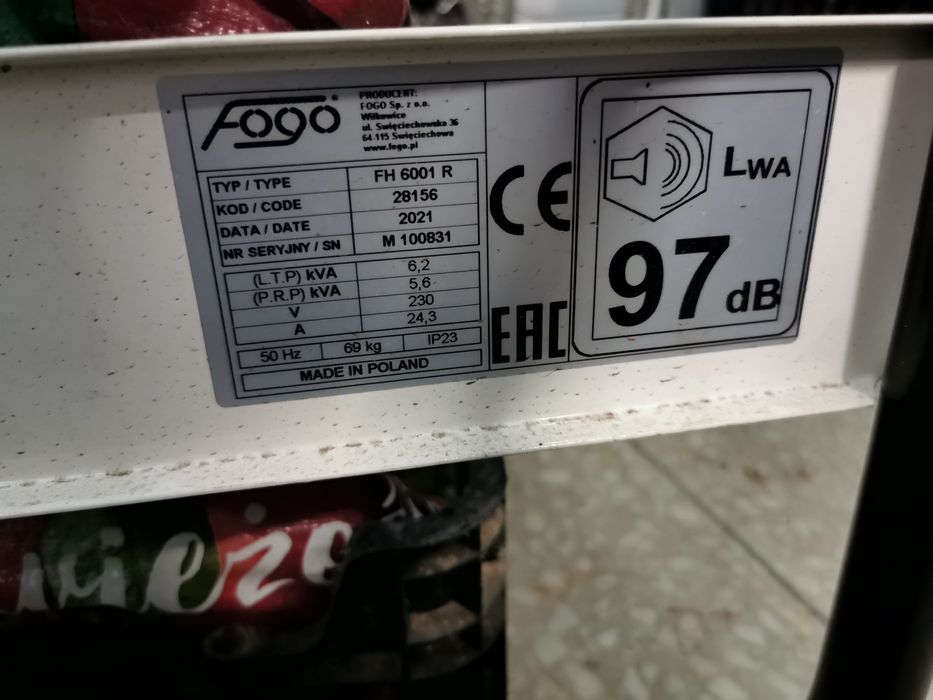 FOGO
PRODUCENT:
FOGO Sp. z o.o.
Wilkowice
ul. Święciechowska 36
64-115 Święciechowa
www.fogo.pl
TYP / TYPE FH 6001 R
KOD / CODE 28156
DATA / DATE 2021
NR SERYJNY / SN M 100831
(L.T.P) kVA 6,2
(P.R.P) kVA 5,6
V 230
A 24,3
50 Hz 69 kg IP23
MADE IN POLAND
CE
EAC
LWA
97 dB